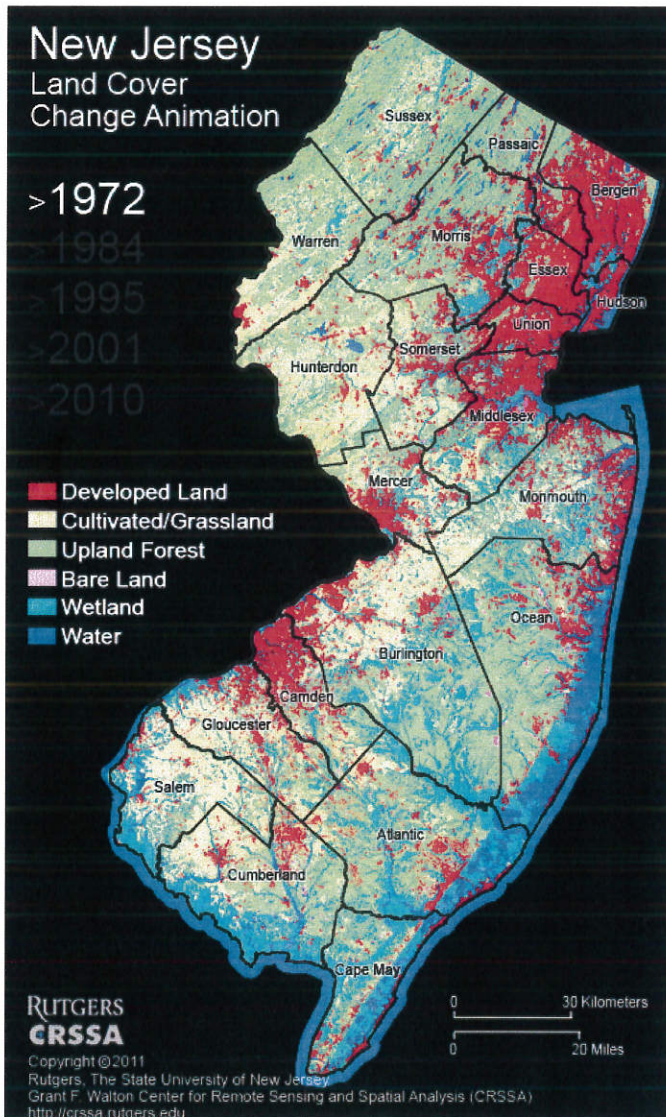 New Jersey
Land Cover
Change Animation
>1972
>1984
>1995
>2001
>2010
Sussex
Passaic
Bergen
Warren
Morris
Essex
Hudson
Union
Hunterdon
Somerset
Middlesex
Mercer
Monmouth
Developed Land
Cultivated/Grassland
Upland Forest
Bare Land
Wetland
Water
Ocean
Burlington
Camden
Gloucester
Salem
Atlantic
Cumberland
Cape May
RUTGERS
CRSSA
0 30 Kilometers
0 20 Miles
Copyright ©2011
Rutgers, The State University of New Jersey
Grant F. Walton Center for Remote Sensing and Spatial Analysis (CRSSA)
http://crssa.rutgers.edu